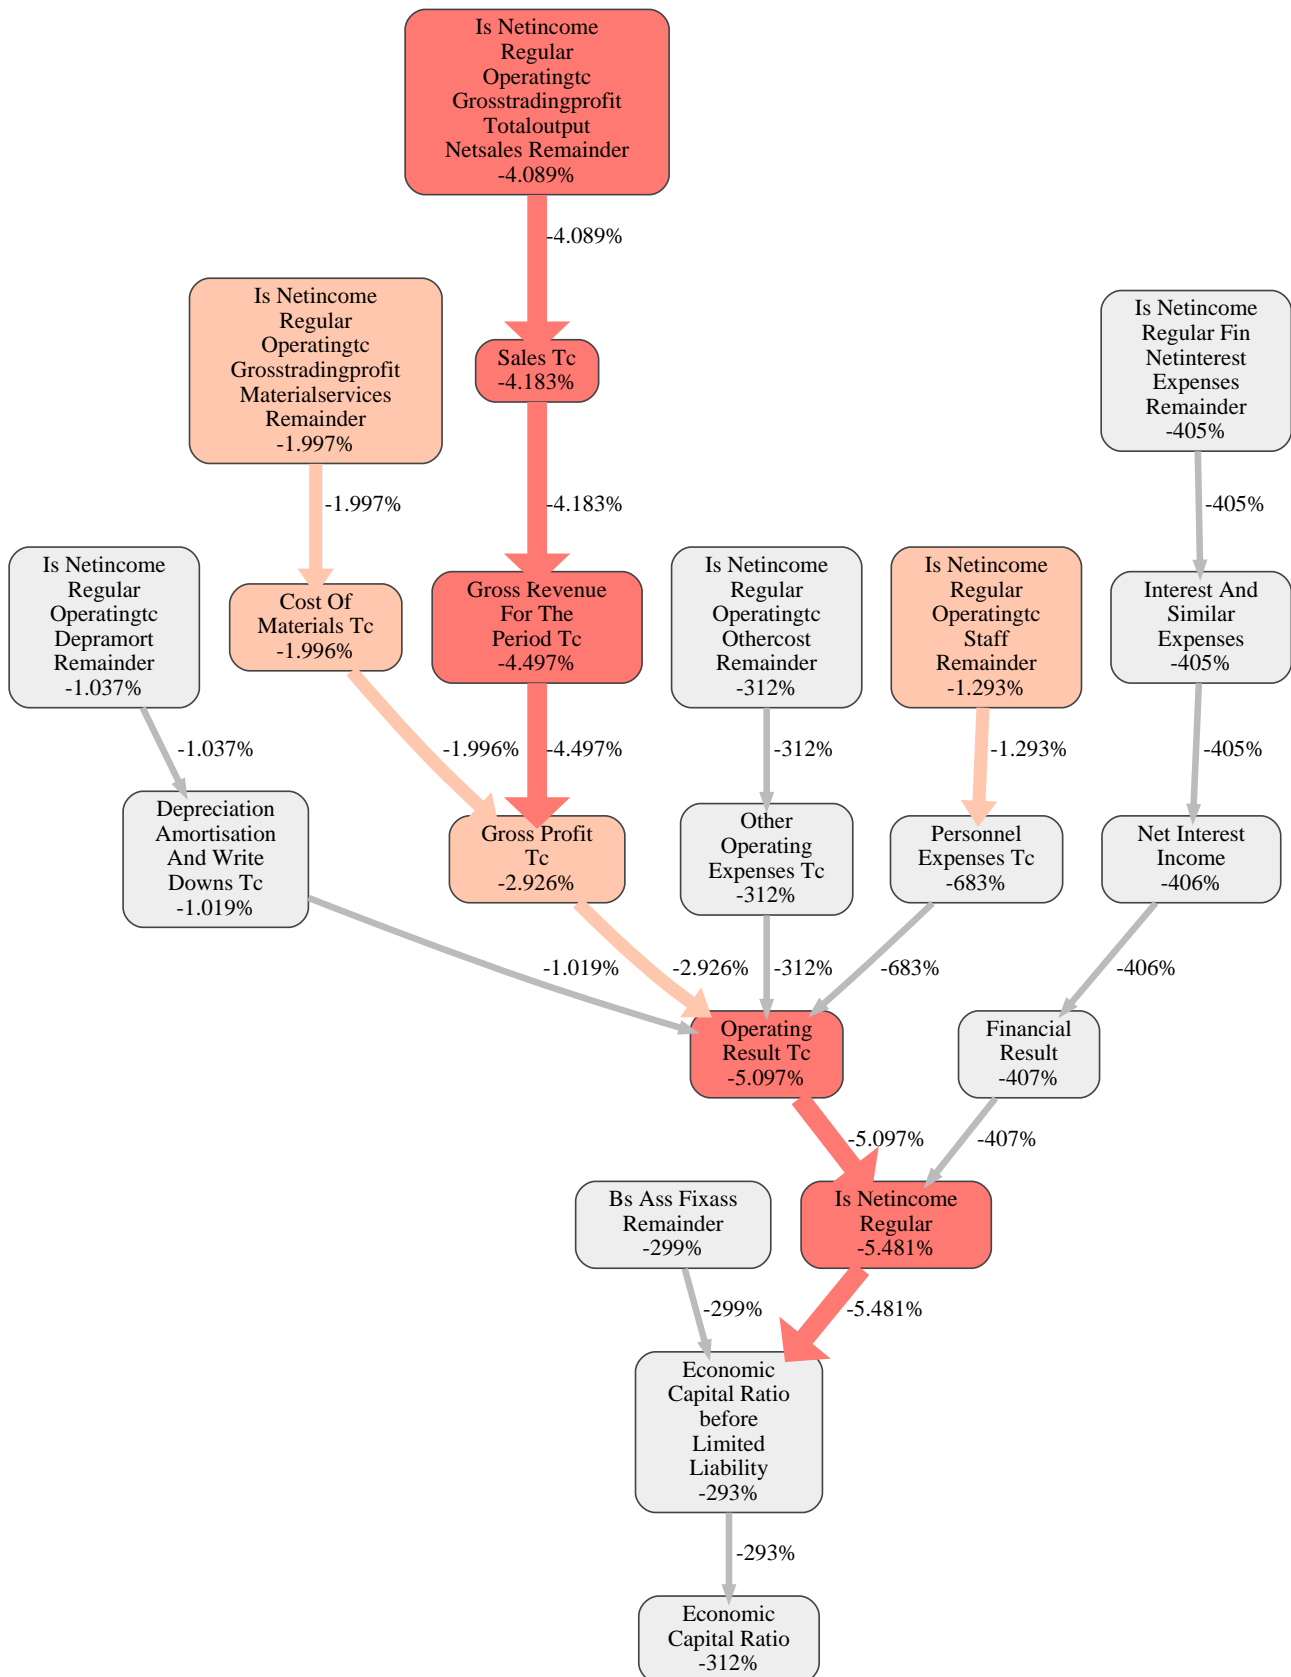 Is Netincome
Regular
Operatingtc
Grosstradingprofit
Totaloutput
Netsales Remainder
-4.089%
-4.089%
Is Netincome
Regular
Operatingtc
Grosstradingprofit
Materialservices
Remainder
-1.997%
Is Netincome
Regular Fin
Netinterest
Expenses
Remainder
-405%
Sales Tc
-4.183%
-1.997%
-4.183%
-405%
Is Netincome
Regular
Operatingtc
Depramort
Remainder
-1.037%
Cost Of
Materials Tc
-1.996%
Gross Revenue
For The
Period Tc
-4.497%
Is Netincome
Regular
Operatingtc
Othercost
Remainder
-312%
Is Netincome
Regular
Operatingtc
Staff
Remainder
-1.293%
Interest And
Similar
Expenses
-405%
-1.037%
-1.996%
-4.497%
-312%
-1.293%
-405%
Depreciation
Amortisation
And Write
Downs Tc
-1.019%
Gross Profit
Tc
-2.926%
Other
Operating
Expenses Tc
-312%
Personnel
Expenses Tc
-683%
Net Interest
Income
-406%
-1.019%
-2.926%
-312%
-683%
-406%
Operating
Result Tc
-5.097%
Financial
Result
-407%
-5.097%
-407%
Bs Ass Fixass
Remainder
-299%
Is Netincome
Regular
-5.481%
-299%
-5.481%
Economic
Capital Ratio
before
Limited
Liability
-293%
-293%
Economic
Capital Ratio
-312%